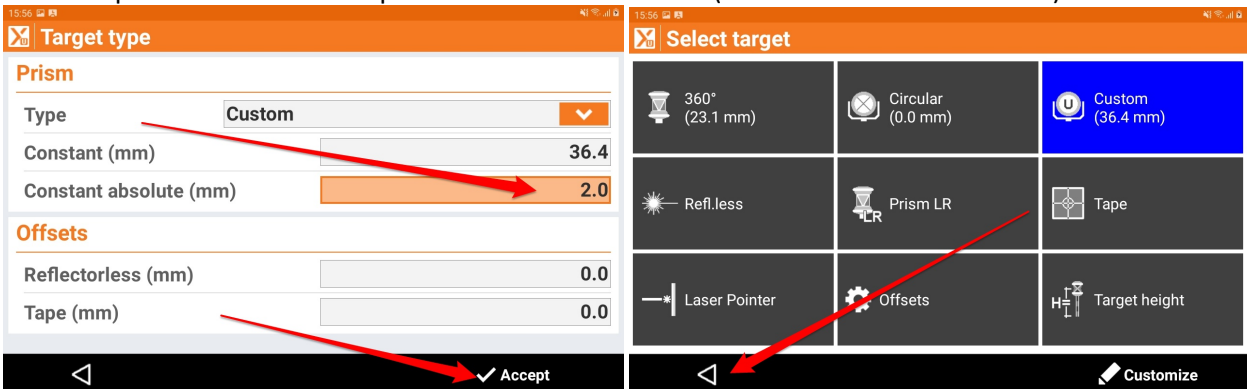 15:56
Target type
Prism
Type Custom
Constant (mm) 36.4
Constant absolute (mm) 2.0
Offsets
Reflectorless (mm) 0.0
Tape (mm) 0.0
Accept
15:56
Select target
360°
(23.1 mm)
Circular
(0.0 mm)
U
Custom
(36.4 mm)
Refl.less
LR
Prism LR
Tape
Laser Pointer
Offsets
H=
Target height
Customize